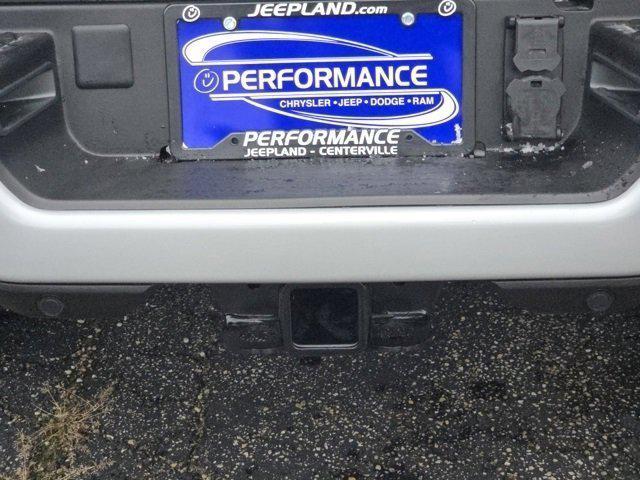 JEEPLAND.com
PERFORMANCE
CHRYSLER • JEEP • DODGE • RAM
PERFORMANCE
JEEPLAND - CENTERVILLE